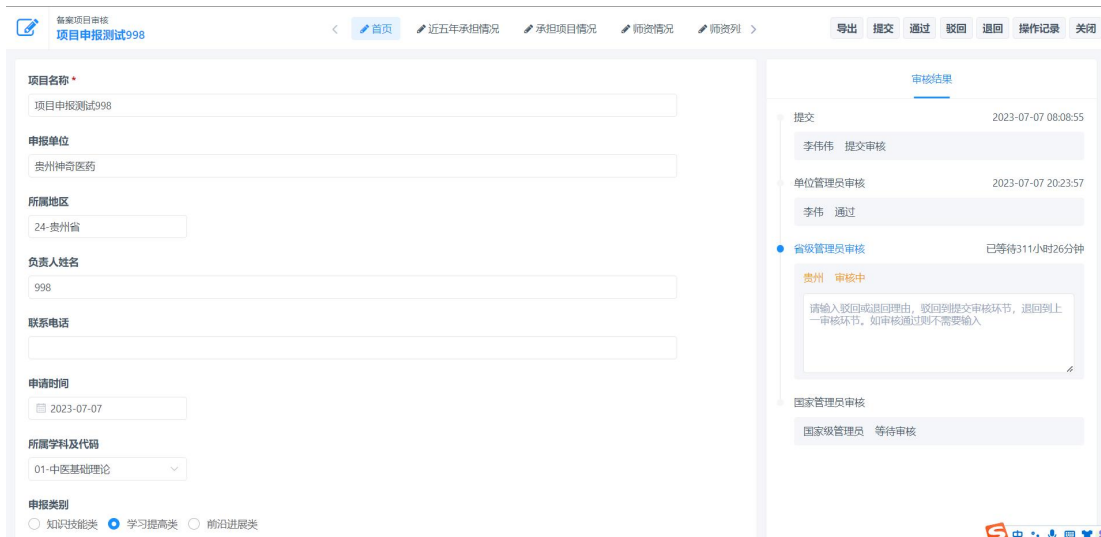 备案项目审核
项目申报测试998
首页 近五年承担情况 承担项目情况 师资情况 师资列
导出 提交 通过 驳回 退回 操作记录 关闭
项目名称 *
项目申报测试998
申报单位
贵州神奇医药
所属地区
24-贵州省
负责人姓名
998
联系电话
申请时间
2023-07-07
所属学科及代码
01-中医基础理论
申报类别
知识技能类 学习提高类 前沿进展类
审核结果
提交 2023-07-07 08:08:55
李伟伟 提交审核
单位管理员审核 2023-07-07 20:23:57
李伟 通过
省级管理员审核 已等待311小时26分钟
贵州 审核中
请输入驳回或退回理由，驳回到提交审核环节，退回到上
一审核环节。如审核通过则不需要输入
国家管理员审核
国家级管理员 等待审核
中